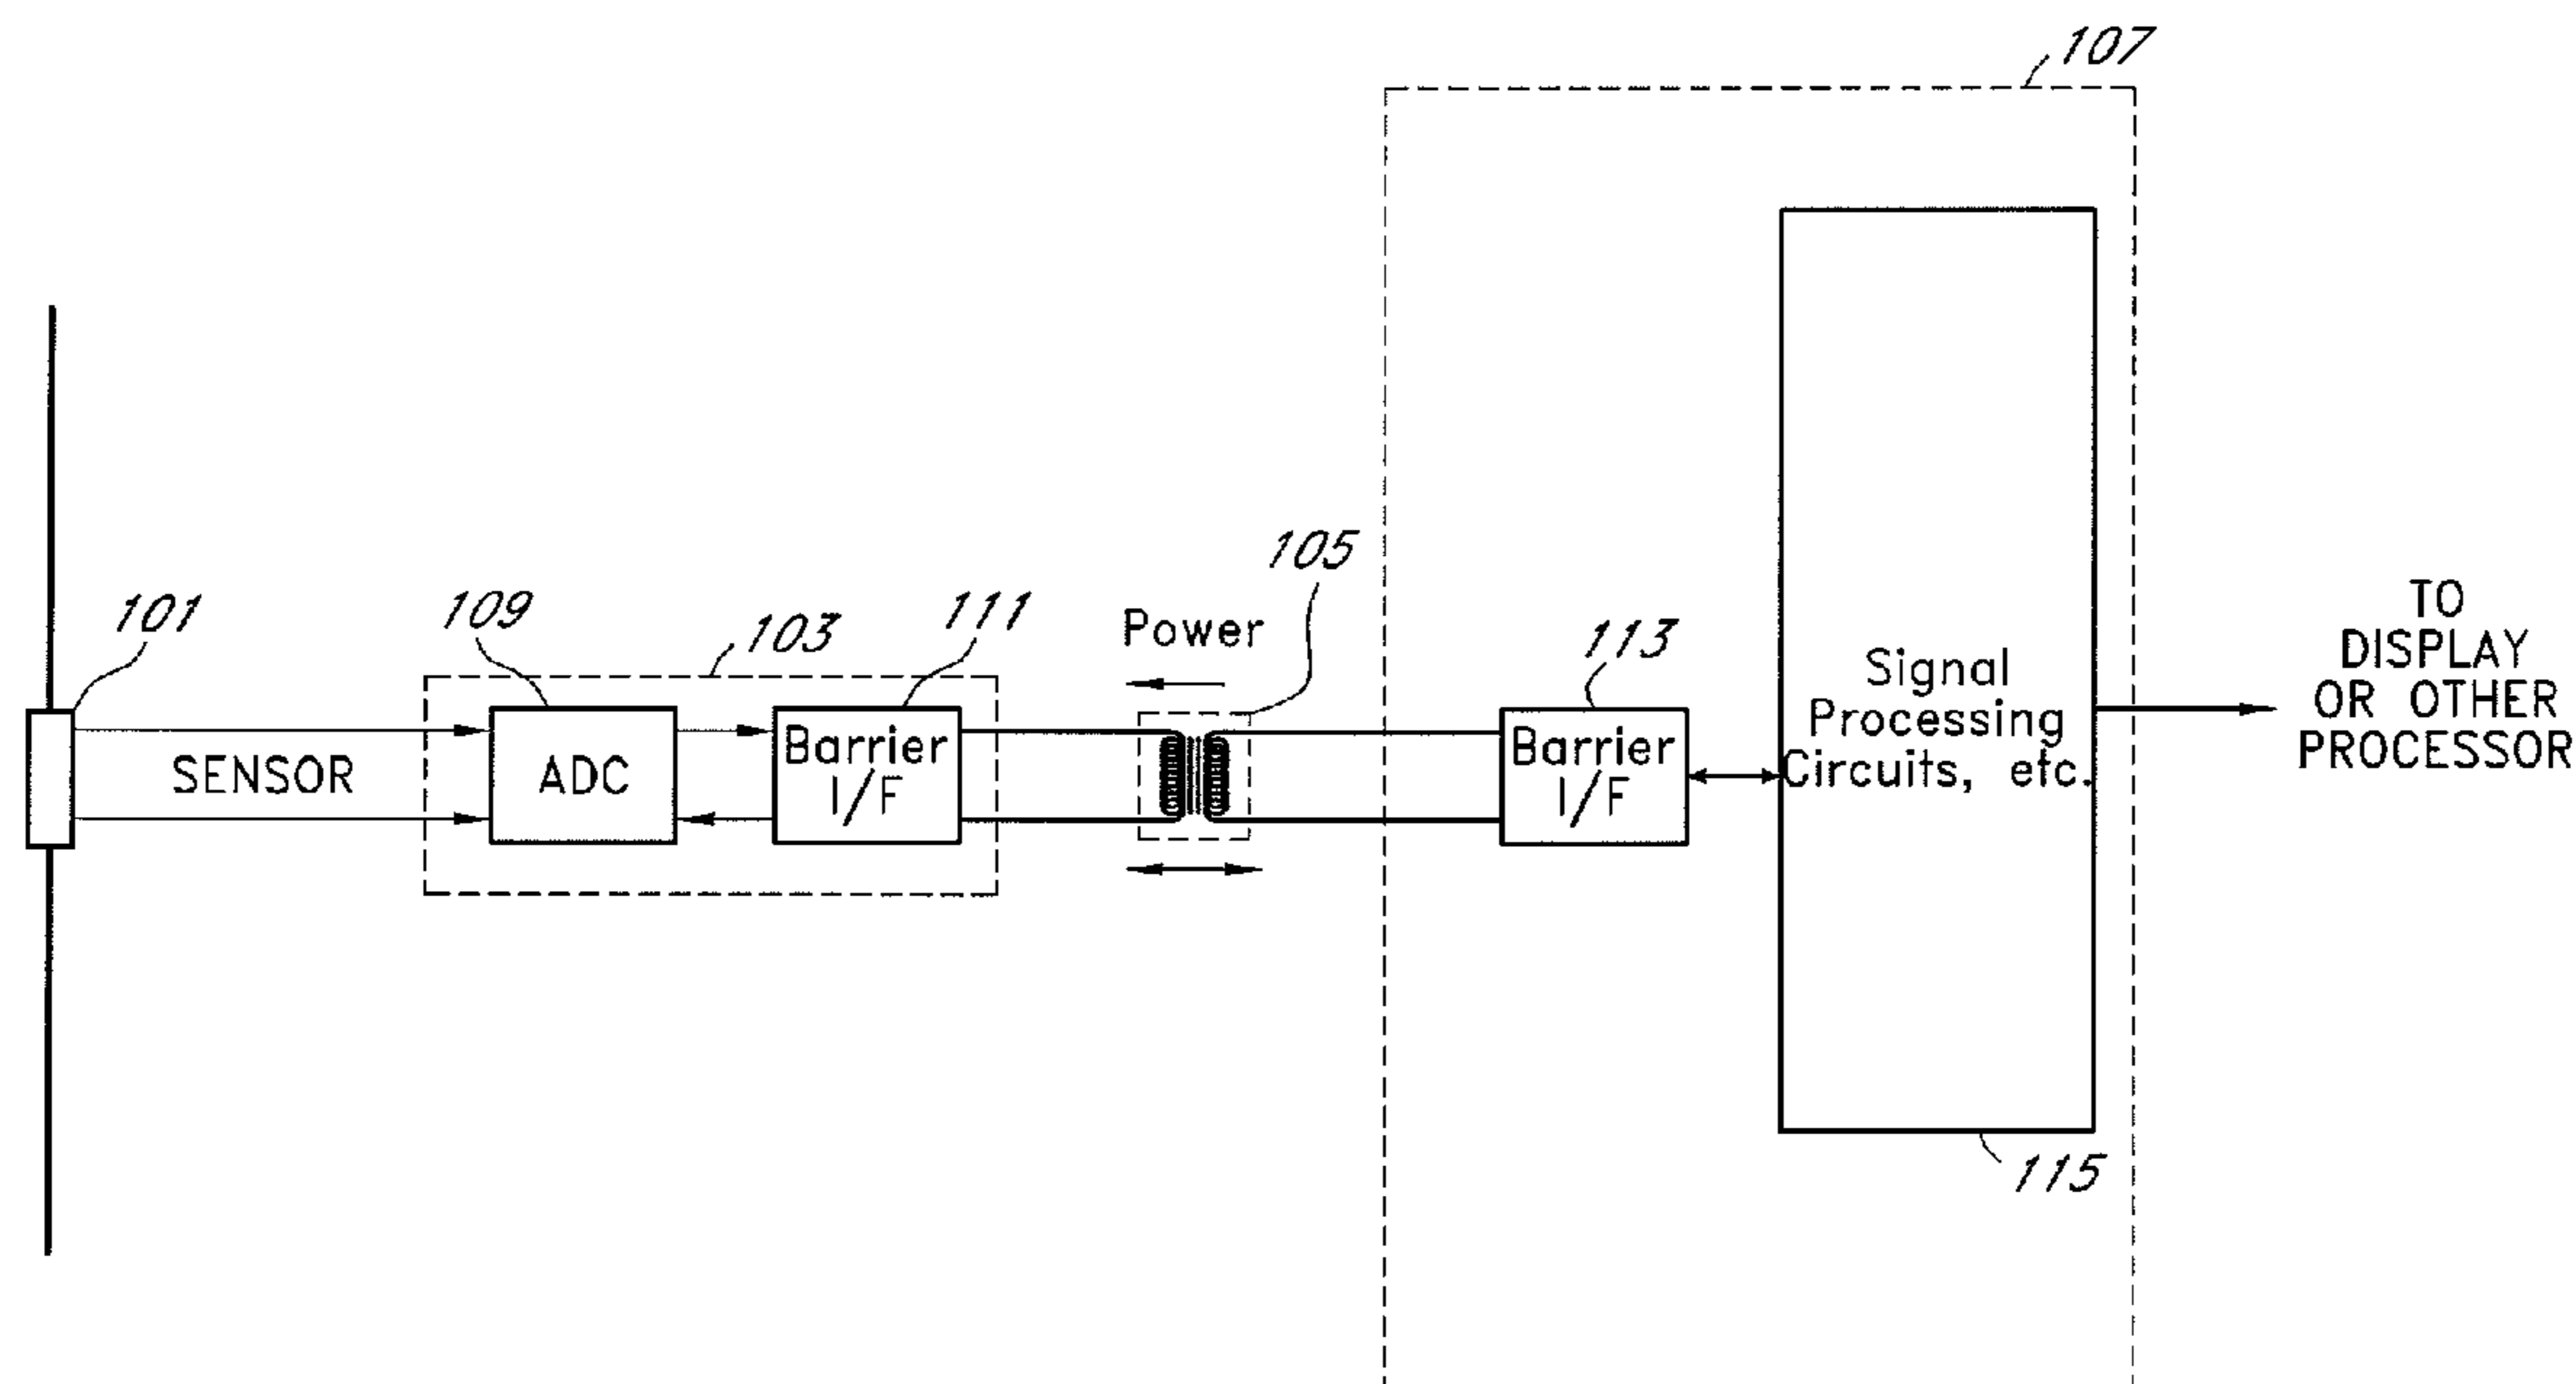 107
105
101
109
103
111
Power
113
SENSOR
ADC
Barrier
I/F
Barrier
I/F
Signal
Processing
Circuits, etc.
TO
DISPLAY
OR OTHER
PROCESSOR
115